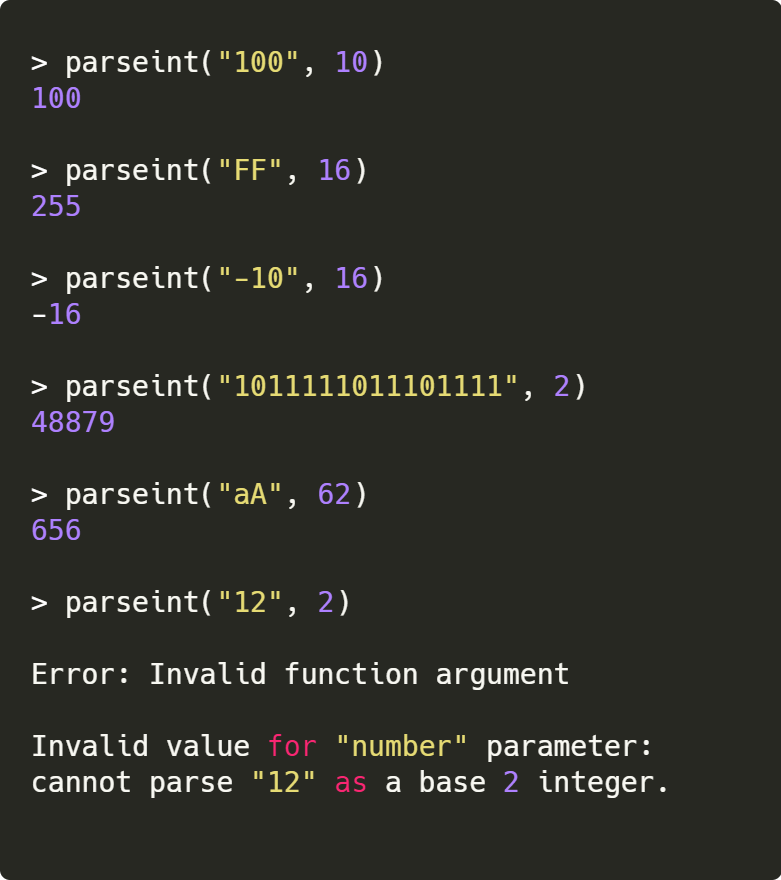 > parseint("100", 10)
100
> parseint("FF", 16)
255
> parseint("-10", 16)
-16
> parseint("1011111011101111", 2)
48879
> parseint("aA", 62)
656
> parseint("12", 2)
Error: Invalid function argument
Invalid value for "number" parameter:
cannot parse "12" as a base 2 integer.